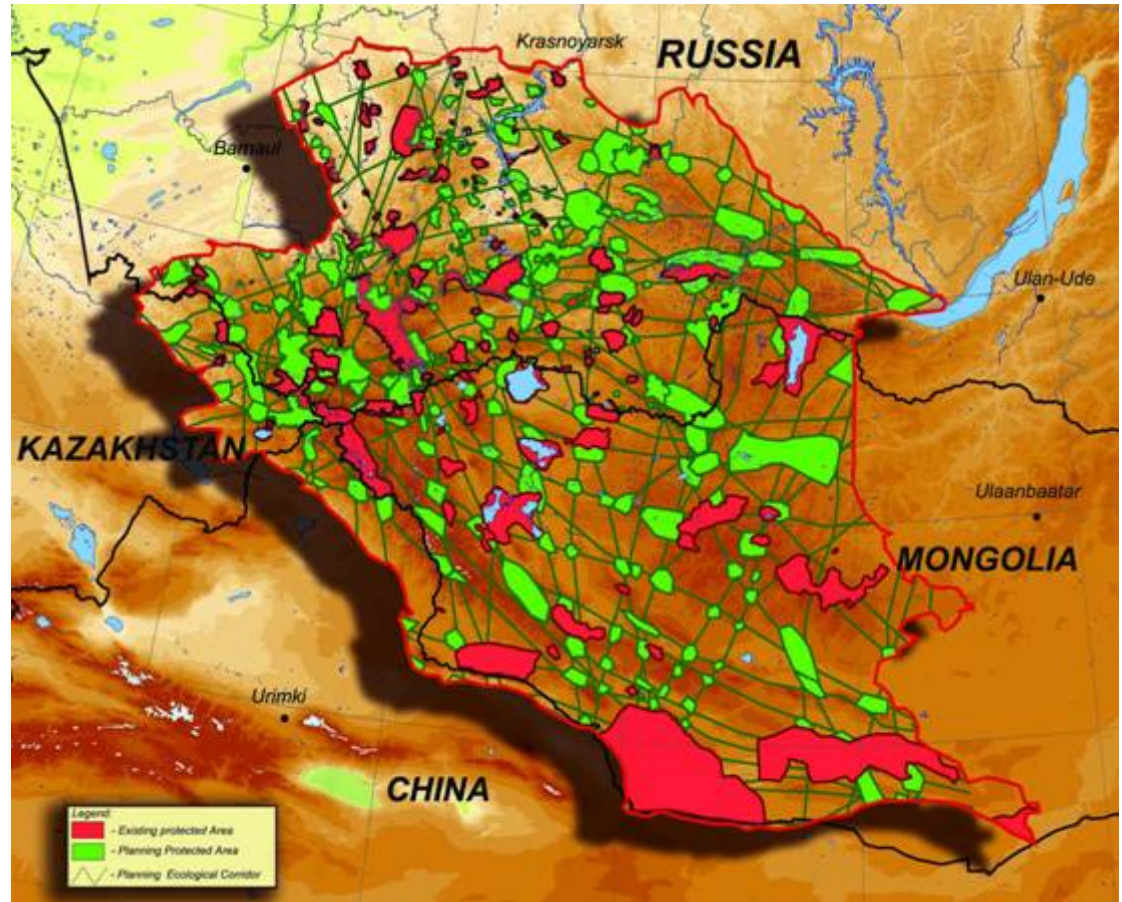 Krasnoyarsk
RUSSIA
Barnaul
Ulan-Ude
KAZAKHSTAN
Ulaanbaatar
MONGOLIA
Urimki
CHINA
Legend:
- Existing protected Area
- Planning Protected Area
- Planning Ecological Corridor